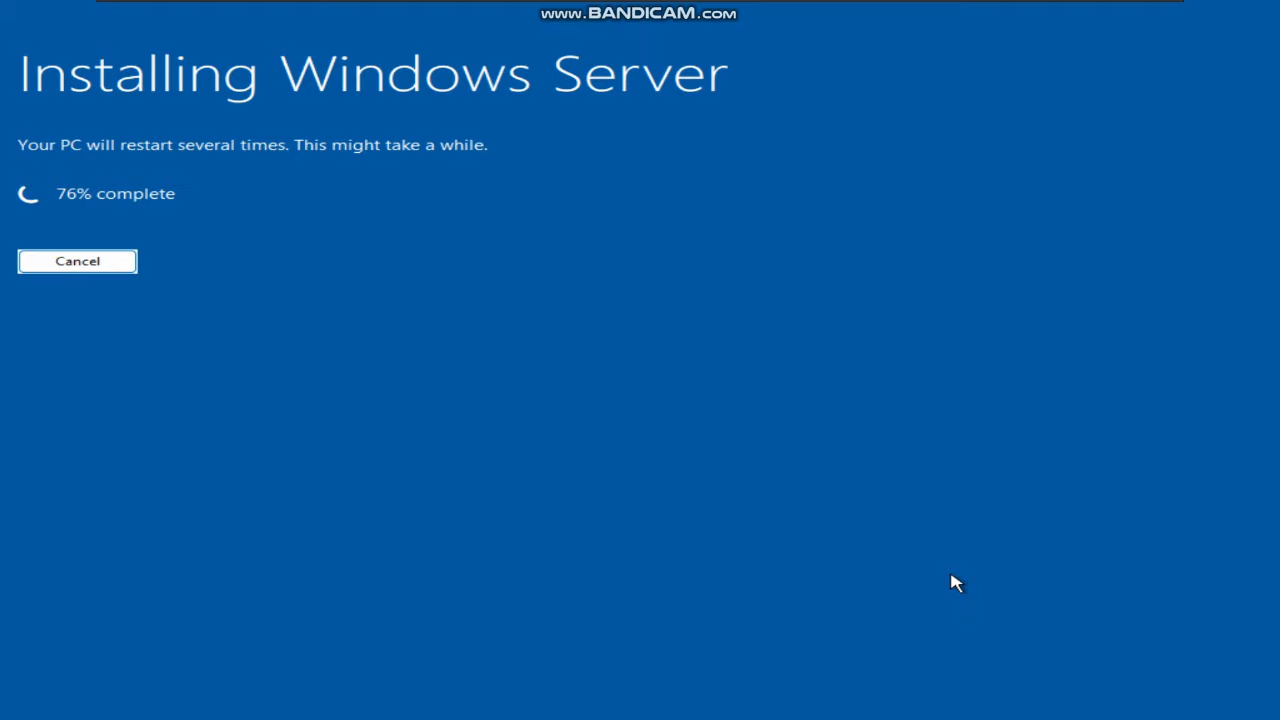 www.BANDICAM.com
Installing Windows Server
Your PC will restart several times. This might take a while.
76% complete
Cancel